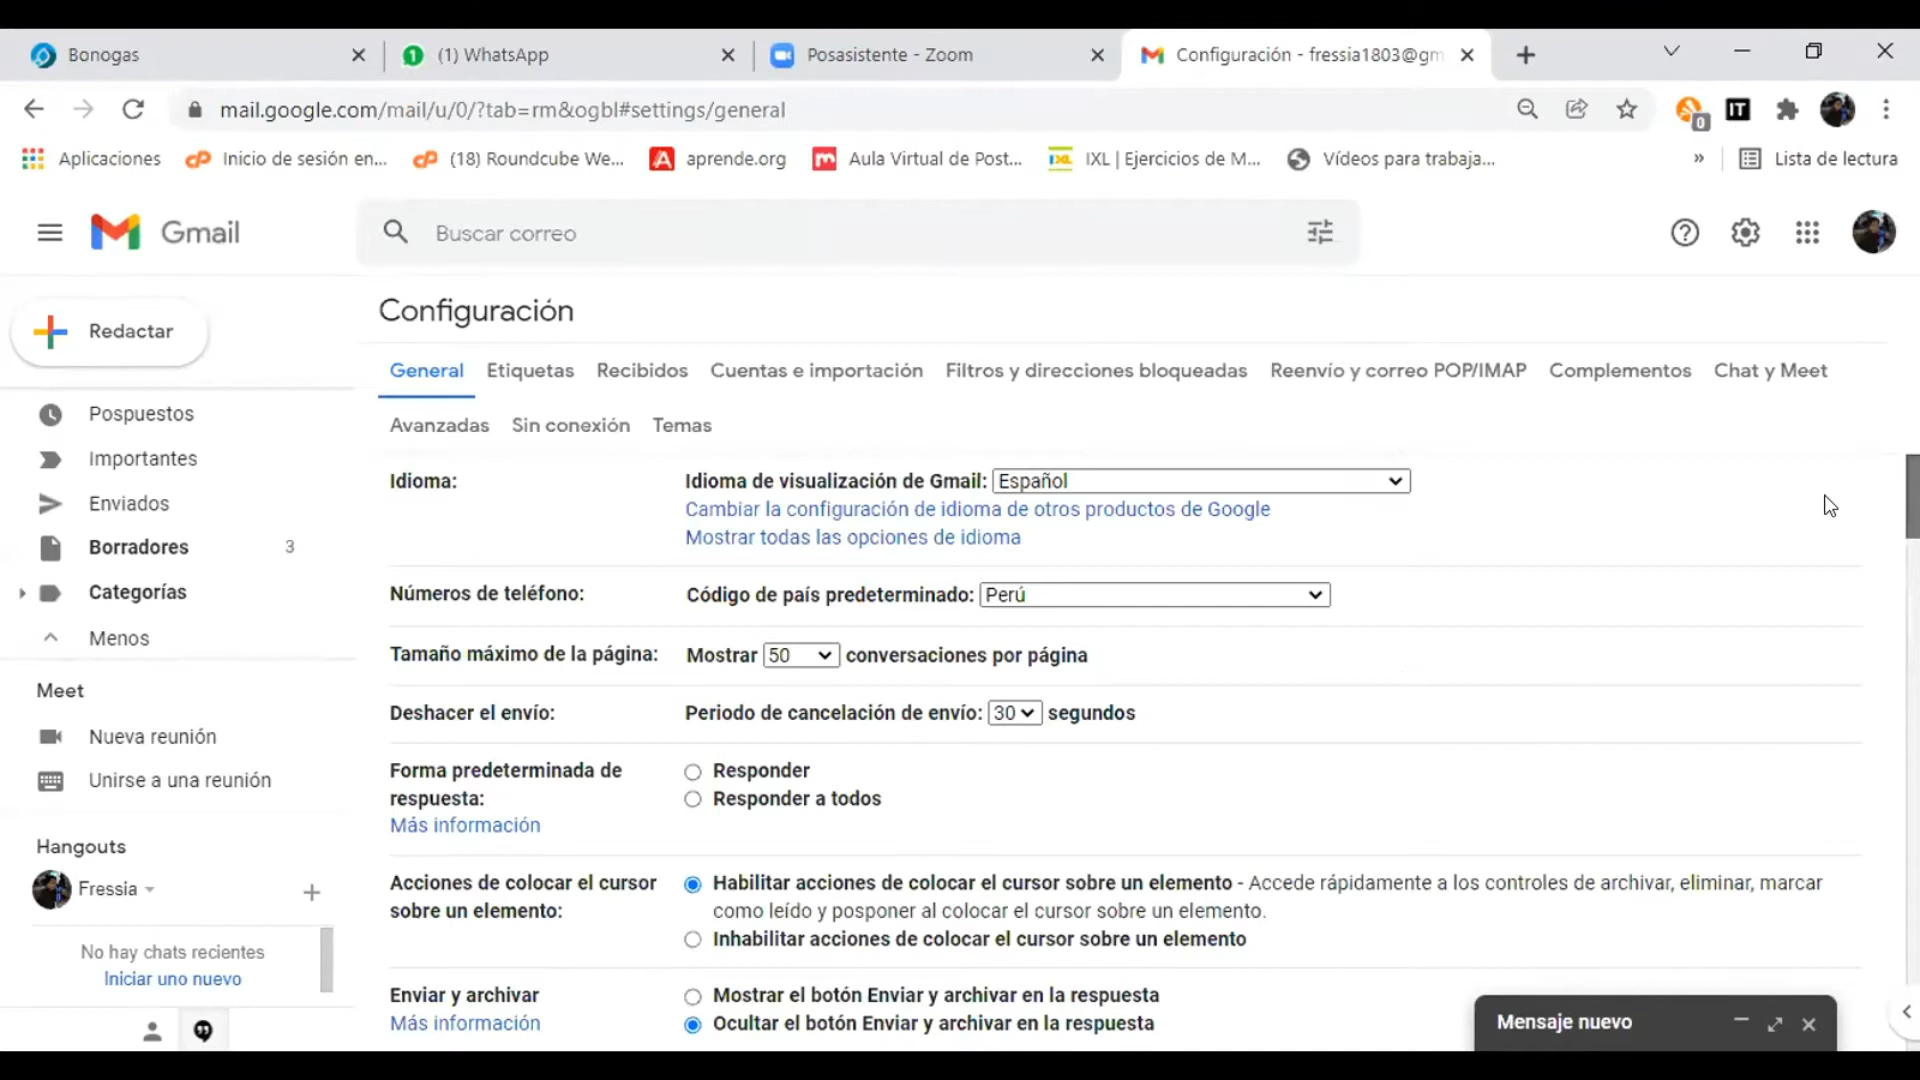 Bonogas
(1) WhatsApp
Posasistente - Zoom
Configuración - fressia1803@gm
mail.google.com/mail/u/0/?tab=rm&ogbl#settings/general
0
IT
Aplicaciones
Inicio de sesión en...
(18) Roundcube We...
aprende.org
Aula Virtual de Post...
IXL | Ejercicios de M...
Vídeos para trabaja...
»
Lista de lectura
Gmail
Buscar correo
Redactar
Configuración
General Etiquetas Recibidos Cuentas e importación Filtros y direcciones bloqueadas Reenvío y correo POP/IMAP Complementos Chat y Meet
Avanzadas Sin conexión Temas
Pospuestos
Importantes
Enviados
Borradores 3
Categorías
Menos
Meet
Nueva reunión
Unirse a una reunión
Hangouts
Fressia
No hay chats recientes
Iniciar uno nuevo
Idioma: Idioma de visualización de Gmail: Español
Cambiar la configuración de idioma de otros productos de Google
Mostrar todas las opciones de idioma
Números de teléfono: Código de país predeterminado: Perú
Tamaño máximo de la página: Mostrar 50 conversaciones por página
Deshacer el envío: Periodo de cancelación de envío: 30 segundos
Forma predeterminada de
respuesta:
Más información
Responder
Responder a todos
Acciones de colocar el cursor
sobre un elemento:
Habilitar acciones de colocar el cursor sobre un elemento - Accede rápidamente a los controles de archivar, eliminar, marcar
como leído y posponer al colocar el cursor sobre un elemento.
Inhabilitar acciones de colocar el cursor sobre un elemento
Enviar y archivar
Más información
Mostrar el botón Enviar y archivar en la respuesta
Ocultar el botón Enviar y archivar en la respuesta
Mensaje nuevo